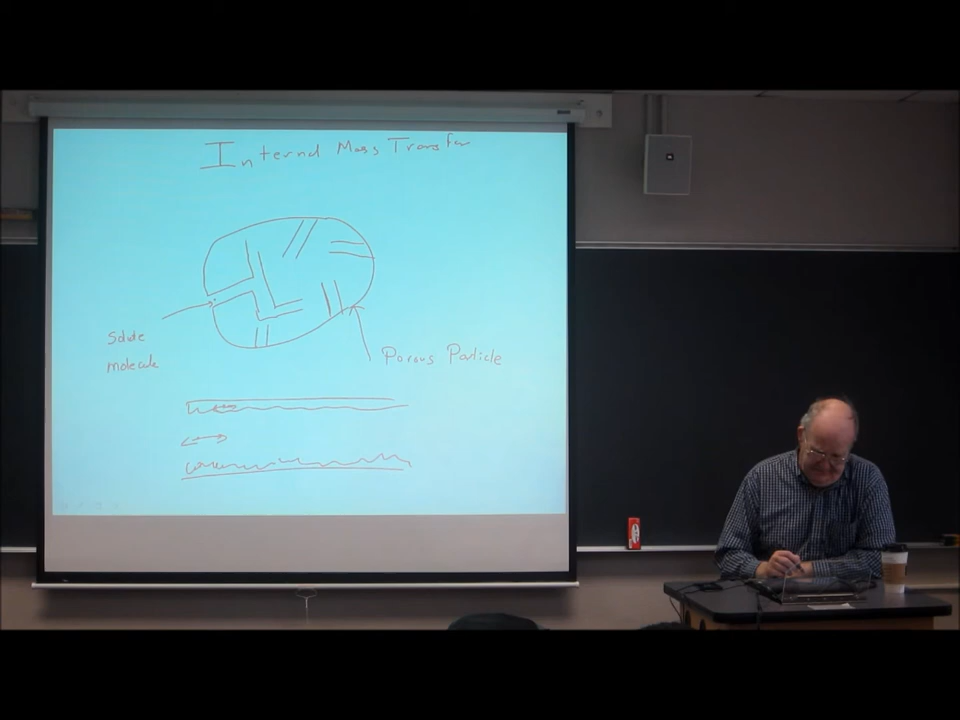 Internal Mass Transfer
Solute
molecule
Porous Particle